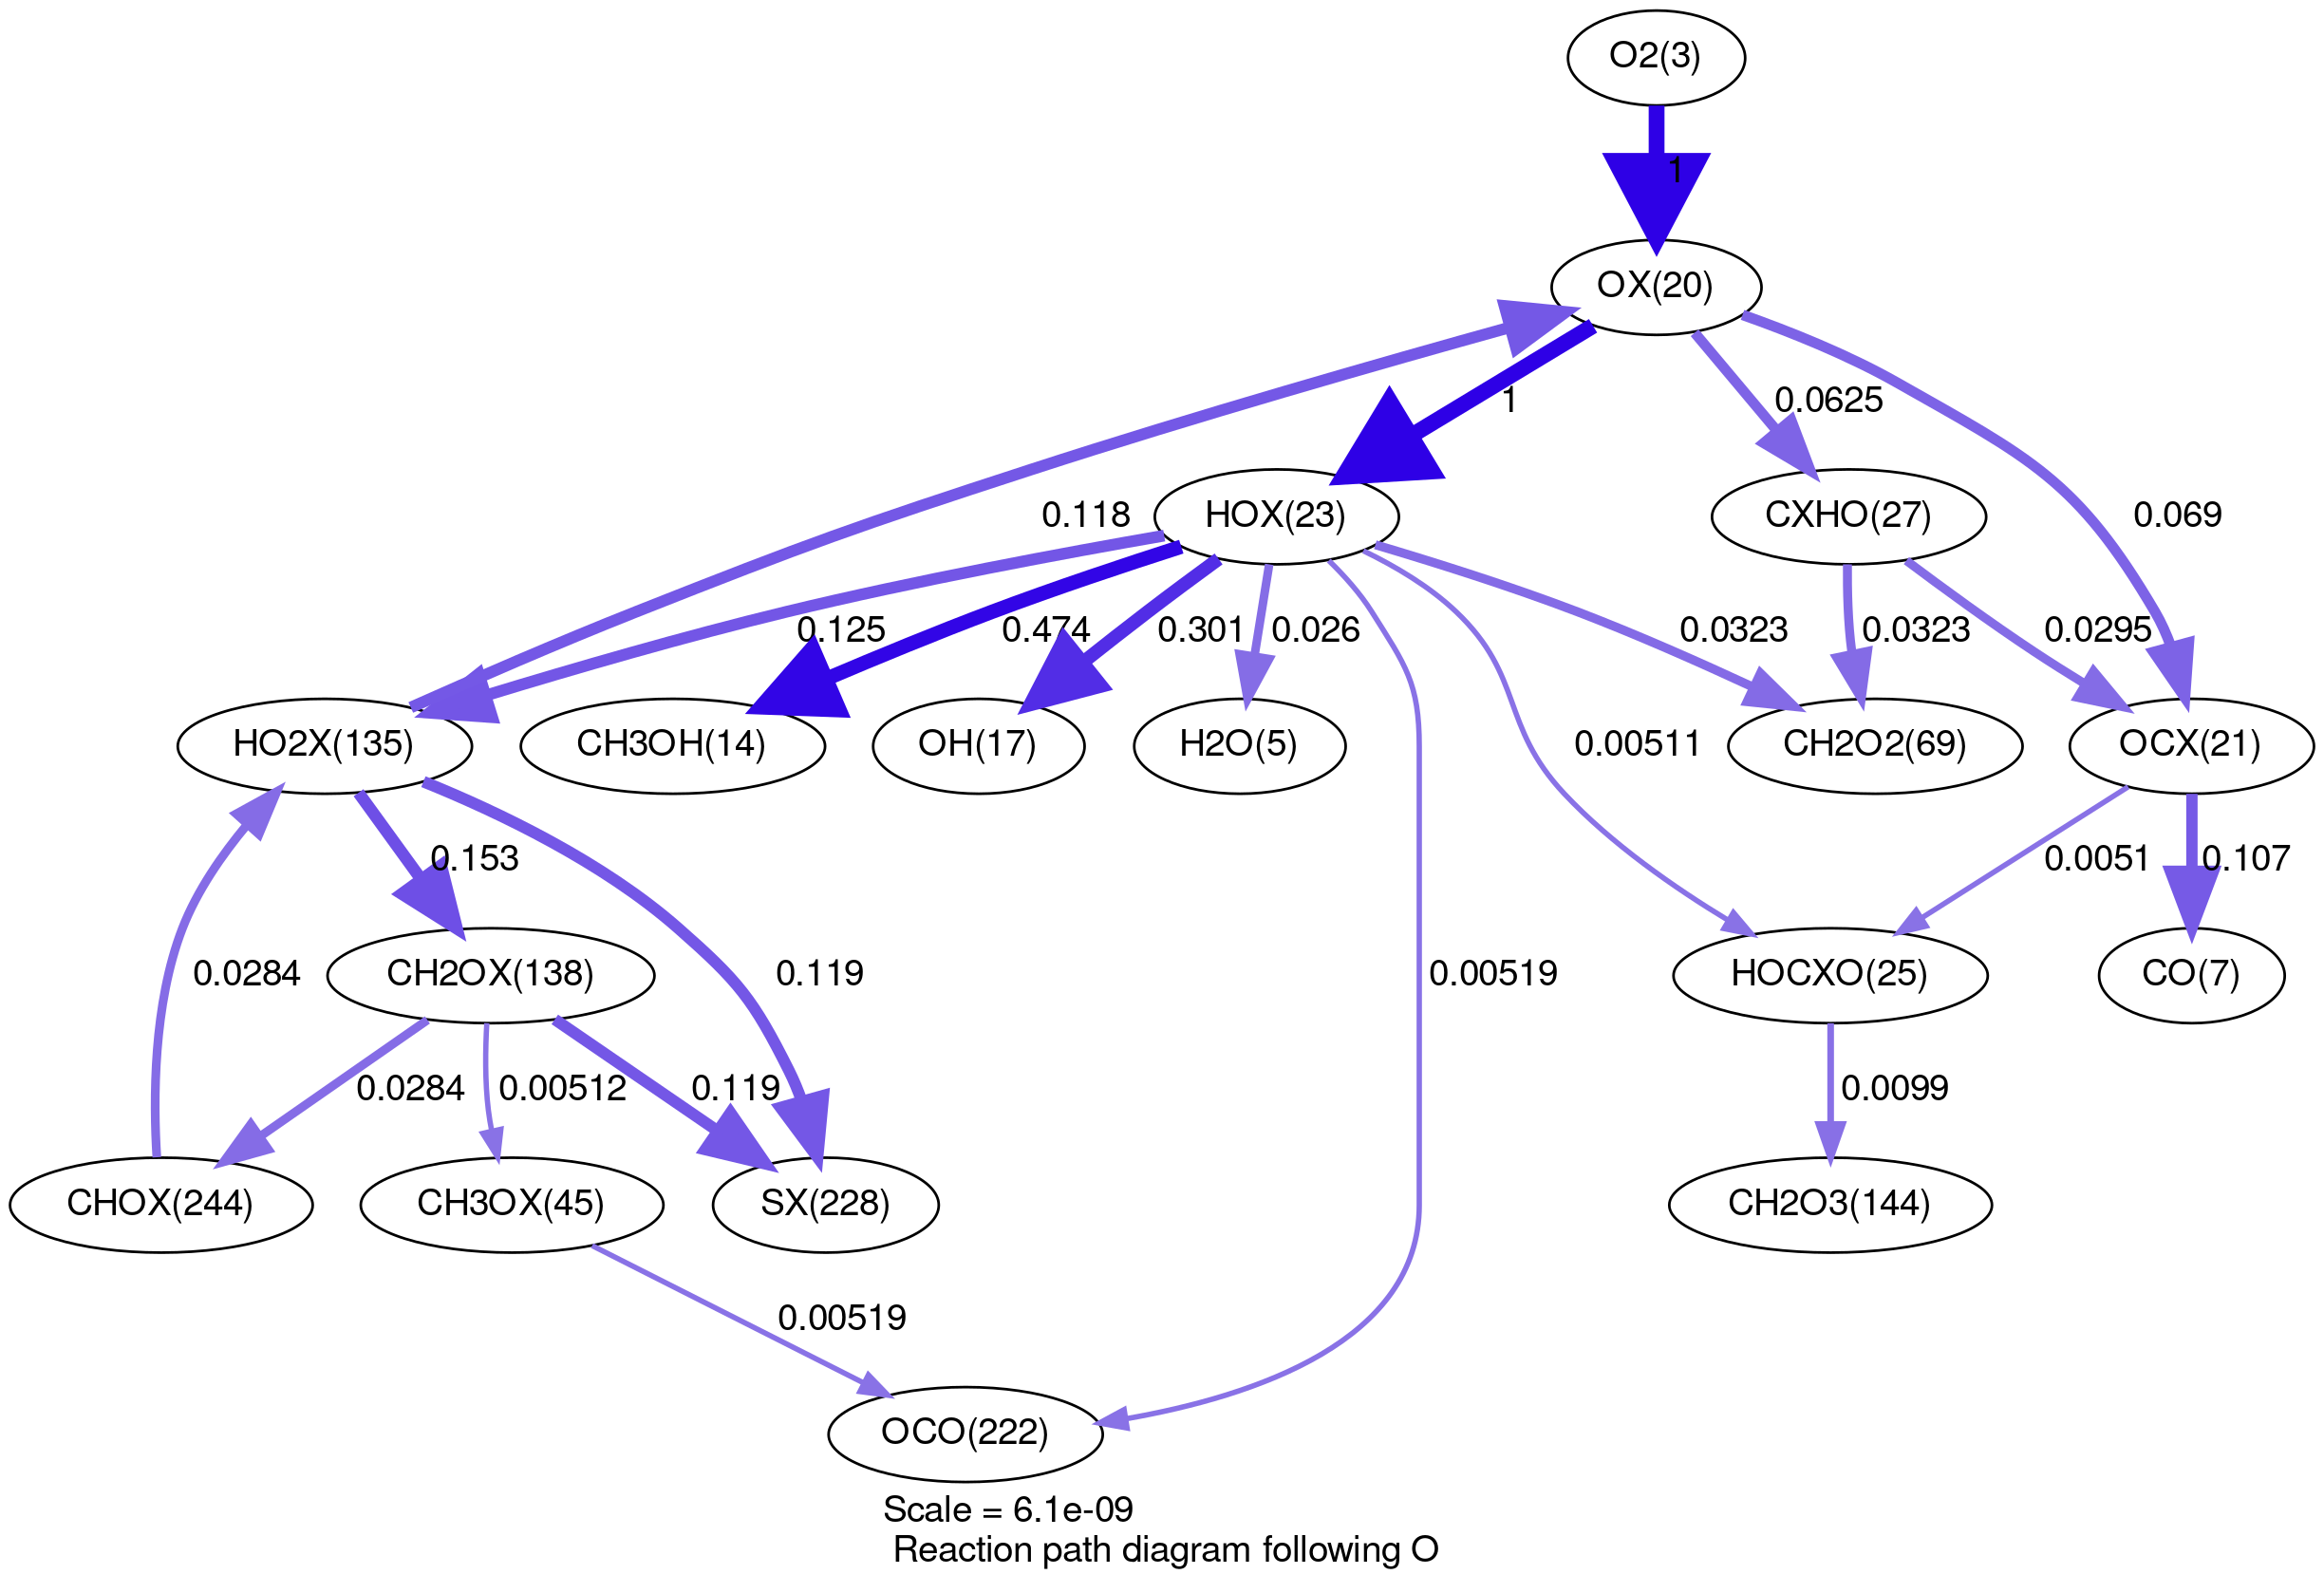 O2(3)
1
OX(20)
1
0.0625
0.118
HOX(23)
CXHO(27)
0.069
0.125
0.474
0.301
0.026
0.0323
0.0323
0.0295
HO2X(135)
CH3OH(14)
OH(17)
H2O(5)
0.00511
CH2O2(69)
OCX(21)
0.153
0.0051
0.107
0.0284
CH2OX(138)
0.119
0.00519
HOCXO(25)
CO(7)
0.0284
0.00512
0.119
0.0099
CHOX(244)
CH3OX(45)
SX(228)
CH2O3(144)
0.00519
OCO(222)
Scale = 6.1e-09
Reaction path diagram following O